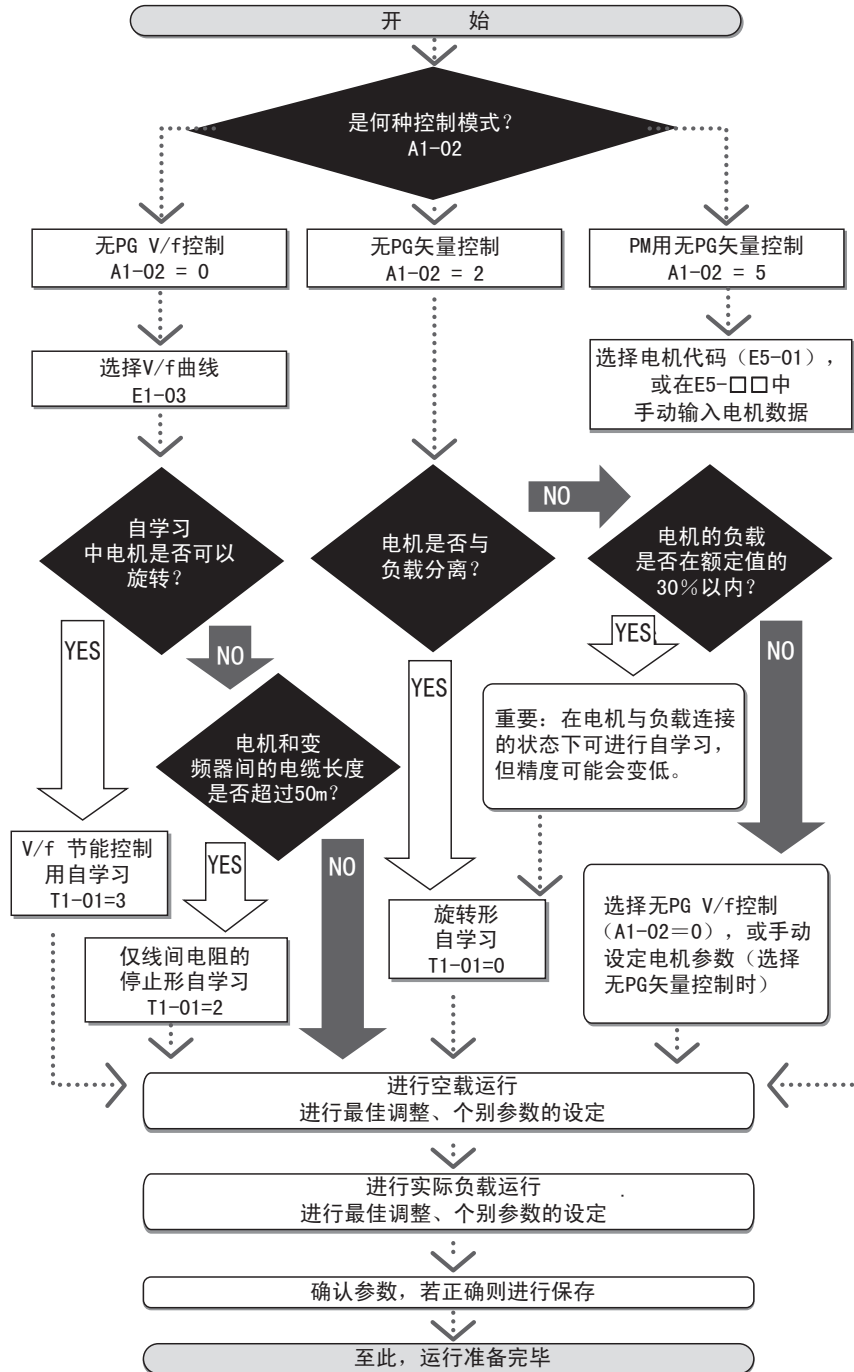 开 始
是何种控制模式？
A1-02
无PG V/f控制
A1-02 = 0
无PG矢量控制
A1-02 = 2
PM用无PG矢量控制
A1-02 = 5
选择V/f曲线
E1-03
选择电机代码（E5-01），
或在E5-□□中
手动输入电机数据
自学习
中电机是否可以
旋转？
电机是否与
负载分离？
NO
电机的负载
是否在额定值的
30％以内？
YES
NO
YES
YES
NO
电机和变
频器间的电缆长度
是否超过50m？
重要：在电机与负载连接
的状态下可进行自学习，
但精度可能会变低。
V/f 节能控制
用自学习
T1-01=3
YES
NO
仅线间电阻的
停止形自学习
T1-01=2
旋转形
自学习
T1-01=0
选择无PG V/f控制
（A1-02＝0），或手动
设定电机参数（选择
无PG矢量控制时）
进行空载运行
进行最佳调整、个别参数的设定
进行实际负载运行
进行最佳调整、个别参数的设定
确认参数，若正确则进行保存
至此，运行准备完毕